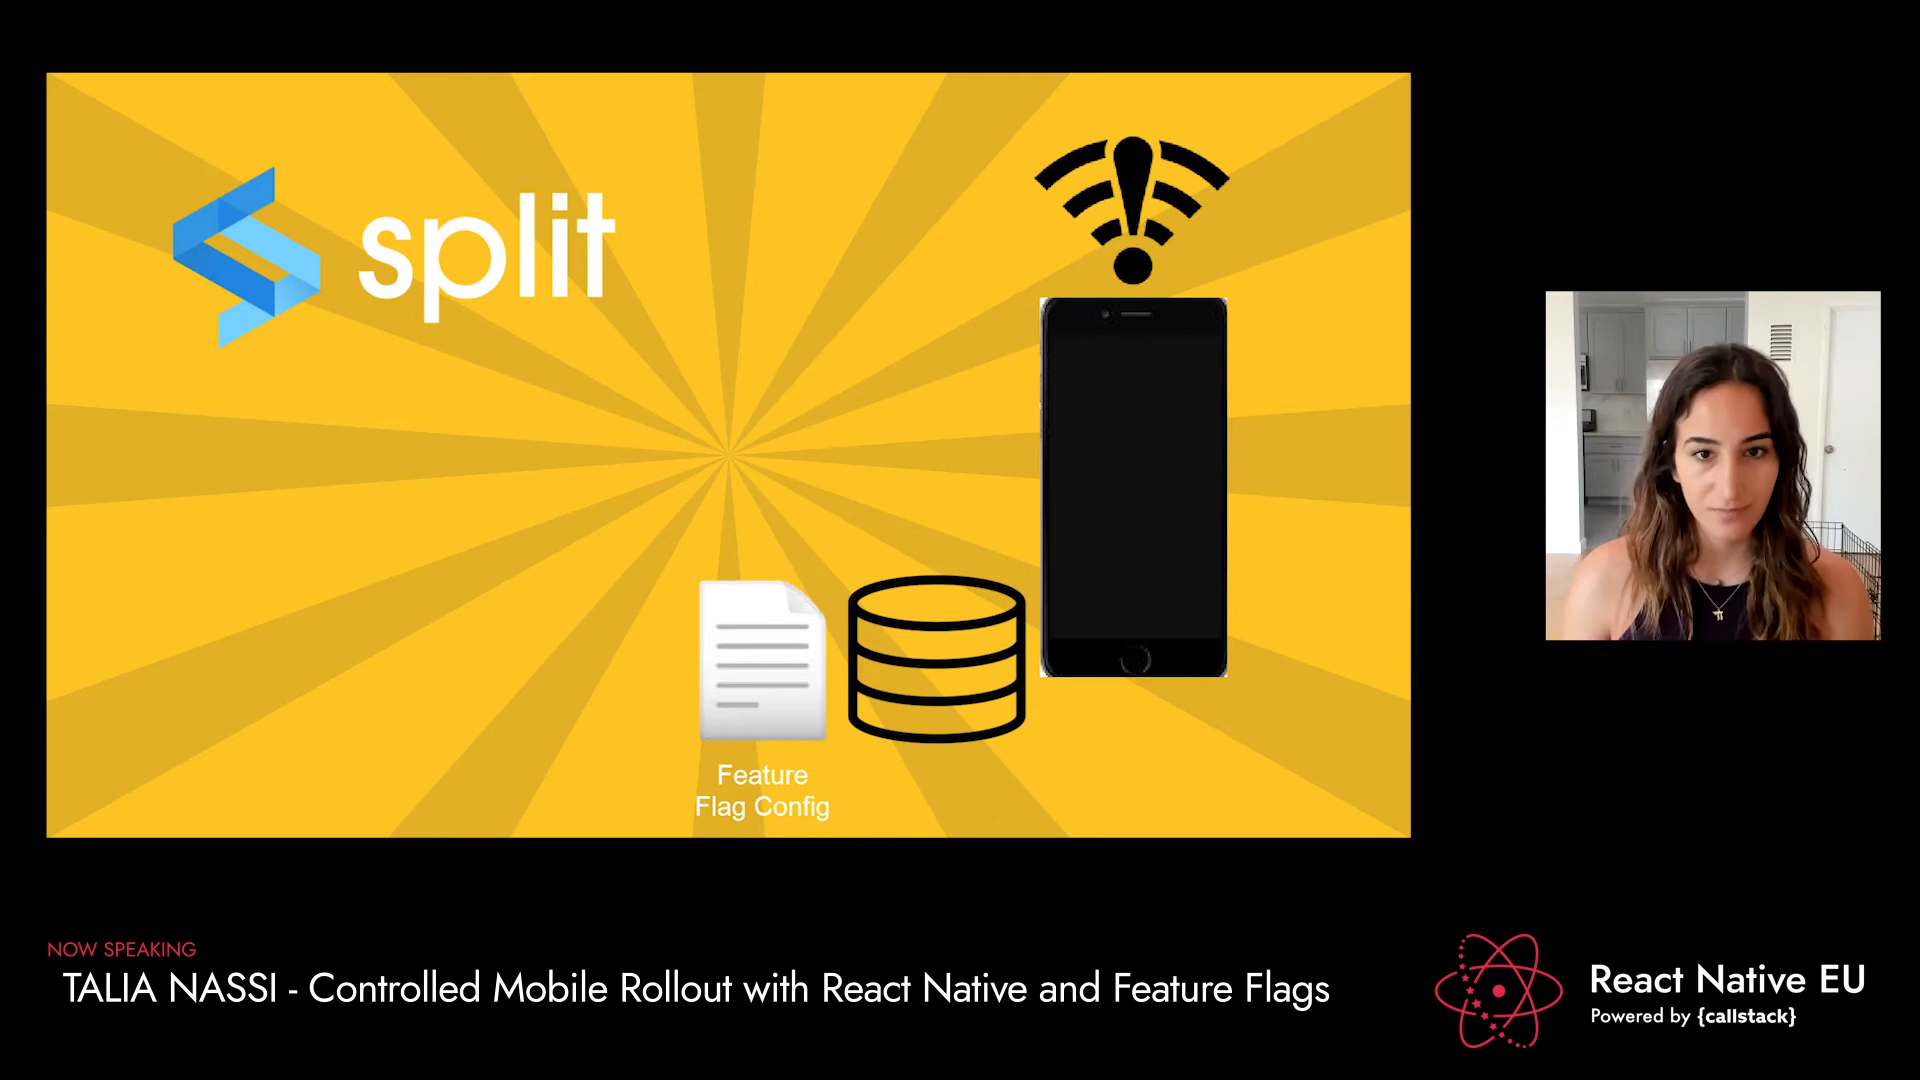 split
Feature
Flag Config
NOW SPEAKING
TALIA NASSI - Controlled Mobile Rollout with React Native and Feature Flags
React Native EU
Powered by {callstack}